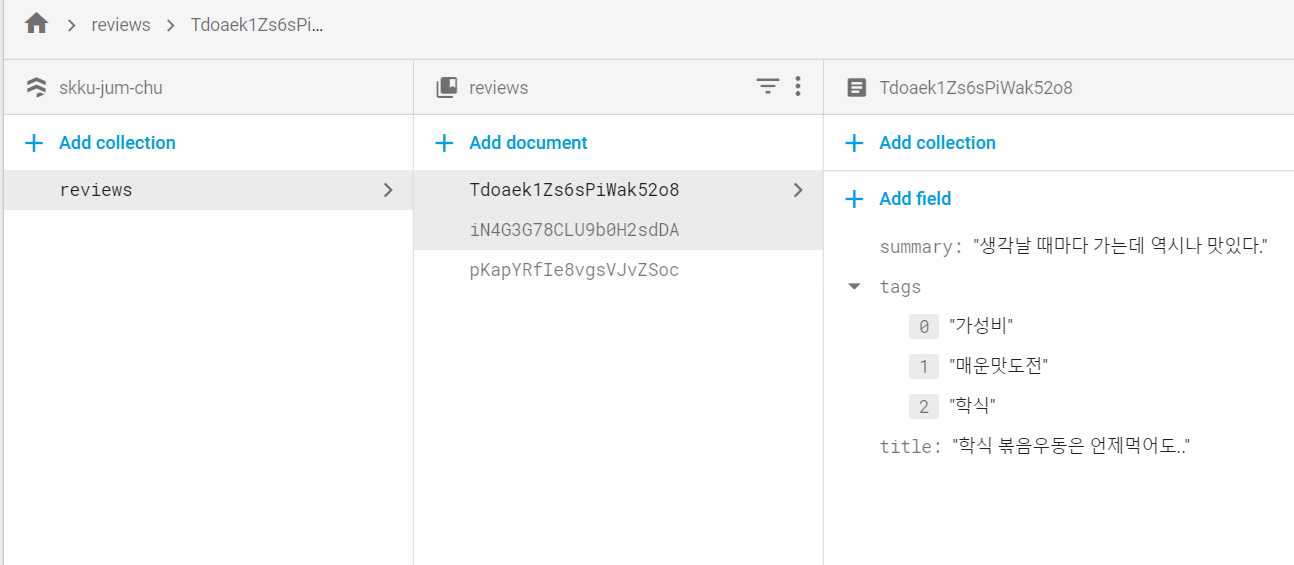 reviews
Tdoaek1Zs6sPi...
skku-jum-chu
reviews
Tdoaek1Zs6sPiWak52o8
Add collection
Add document
Add collection
reviews
Tdoaek1Zs6sPiWak52o8
iN4G3G78CLU9b0H2sdDA
pKapYRfIe8vgsVJvZSoc
Add field
summary: "생각날 때마다 가는데 역시나 맛있다."
tags
0 "가성비"
1 "매운맛도전"
2 "학식"
title: "학식 볶음우동은 언제먹어도.."